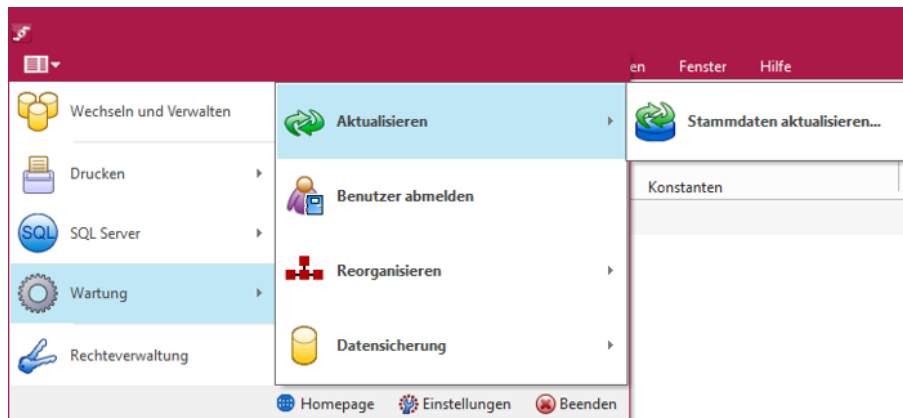 en Fenster Hilfe
Wechseln und Verwalten
Aktualisieren
Stammdaten aktualisieren...
Drucken
Benutzer abmelden
Konstanten
SQL
SQL Server
Reorganisieren
Wartung
Datensicherung
Rechteverwaltung
Homepage Einstellungen Beenden